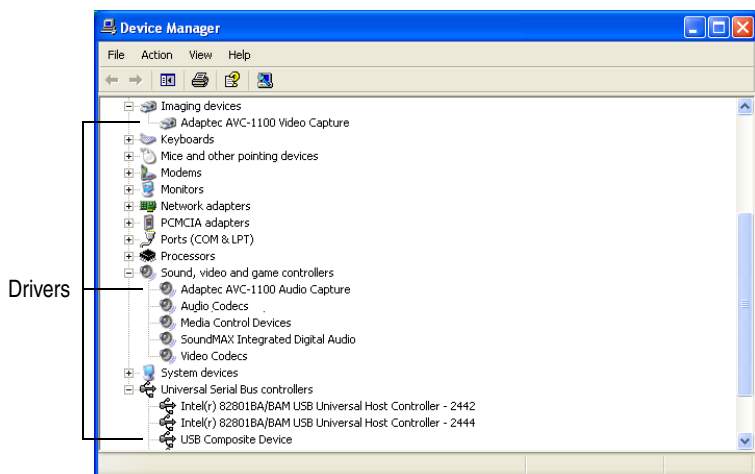 Device Manager
File Action View Help
Imaging devices
Adaptec AVC-1100 Video Capture
Keyboards
Mice and other pointing devices
Modems
Monitors
Network adapters
PCMCIA adapters
Ports (COM & LPT)
Processors
Sound, video and game controllers
Drivers
Adaptec AVC-1100 Audio Capture
Audio Codecs
Media Control Devices
SoundMAX Integrated Digital Audio
Video Codecs
System devices
Universal Serial Bus controllers
Intel(r) 82801BA/BAM USB Universal Host Controller - 2442
Intel(r) 82801BA/BAM USB Universal Host Controller - 2444
USB Composite Device